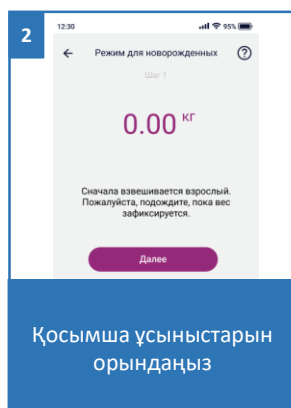 2
12:30
95%
Режим для новорожденных
?
Шаг 1
0.00 кг
Сначала взвешивается взрослый.
Пожалуйста, подождите, пока вес
зафиксируется.
Далее
Қосымша ұсыныстарын
орындаңыз